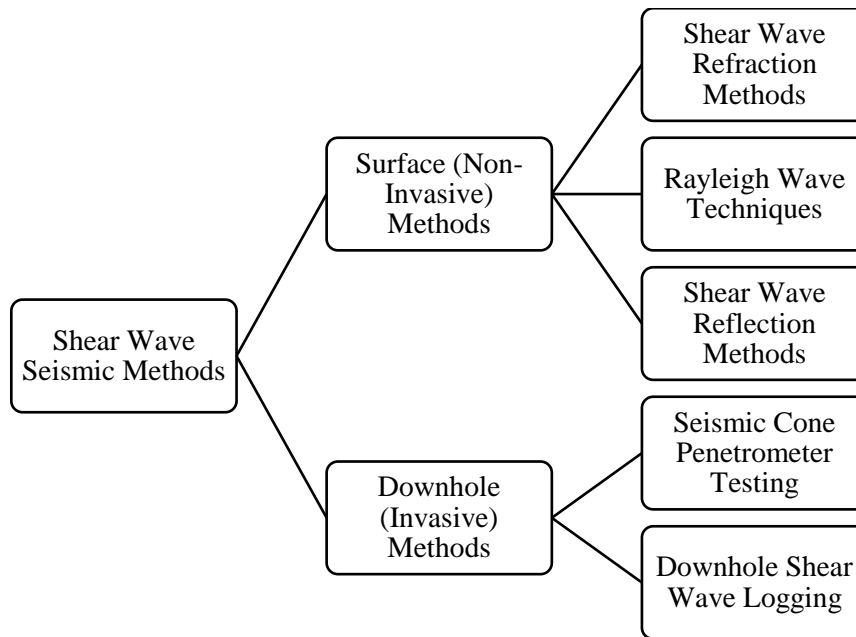 Shear Wave
Seismic Methods
Surface (Non-
Invasive)
Methods
Shear Wave
Refraction
Methods
Rayleigh Wave
Techniques
Shear Wave
Reflection
Methods
Downhole
(Invasive)
Methods
Seismic Cone
Penetrometer
Testing
Downhole Shear
Wave Logging